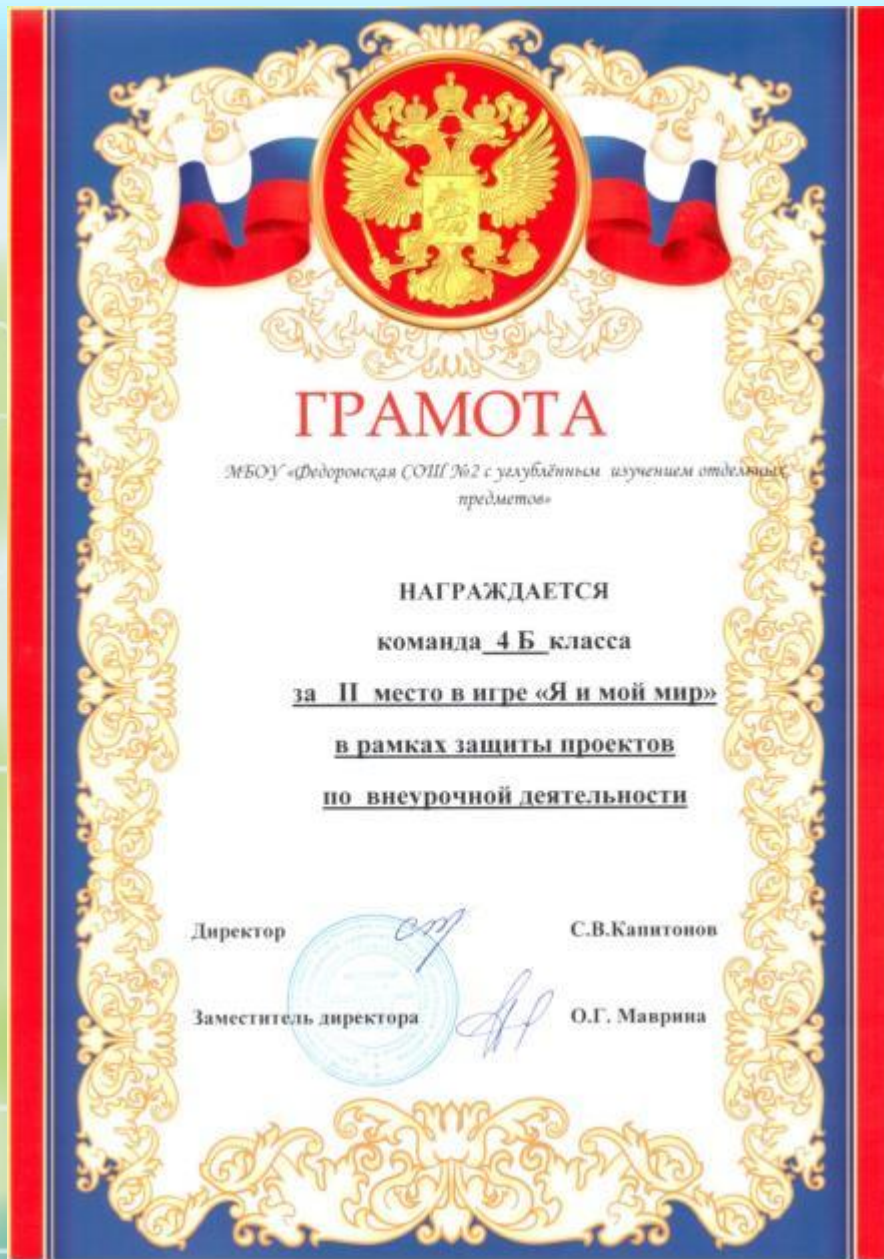 ГРАМОТА
МБОУ «Федоровская СОШ №2 с углублённым изучением отдельных
предметов»
НАГРАЖДАЕТСЯ
команда 4 Б класса
за II место в игре «Я и мой мир»
в рамках защиты проектов
по внеурочной деятельности
Директор С.В.Капитонов
Заместитель директора О.Г. Маврина